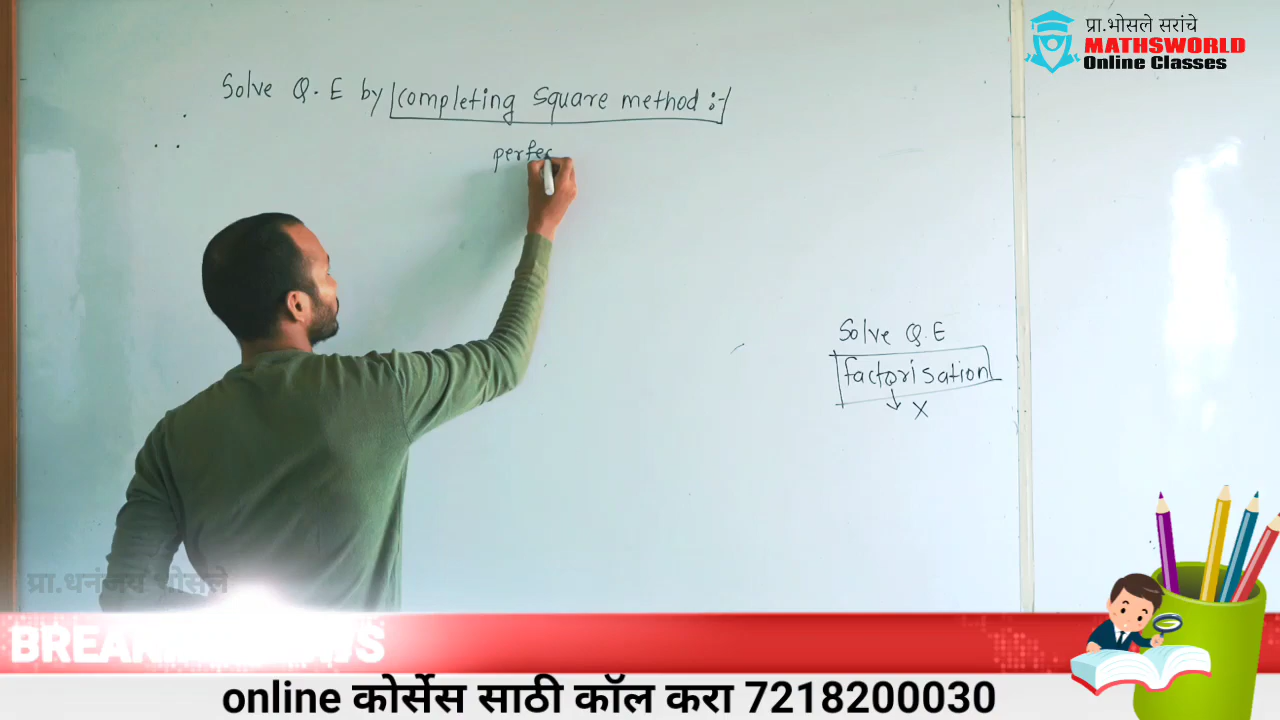 प्रा.भोसले सरांचे
MATHSWORLD
Online Classes
Solve Q.E by completing square method :-
perfec
Solve Q.E
factorisation
x
प्रा.धनंजय भोसले
BREAKING NEWS
online कोर्सेस साठी कॉल करा 7218200030